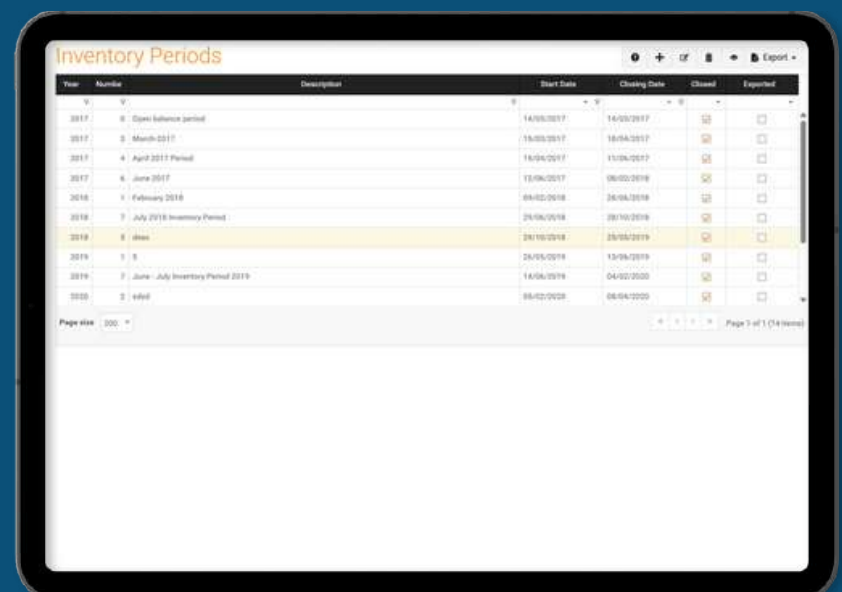 Inventory Periods
Export
Year Number Description Start Date Closing Date Closed Exported
2017 0 Open balance period 14/03/2017 14/03/2017
2017 3 March-2017 15/03/2017 18/04/2017
2017 4 April 2017 Period 19/04/2017 11/06/2017
2017 6 June 2017 12/06/2017 08/02/2018
2018 1 February 2018 09/02/2018 28/06/2018
2018 7 July 2018 Inventory Period 29/06/2018 28/10/2018
2018 29/10/2018 25/05/2019
2019 1 26/05/2019 13/06/2019
2019 7 June - July Inventory Period 2019 14/06/2019 04/02/2020
2020 2 05/02/2020 08/04/2020
Page size 200 Page 1 of 1 (14 items)